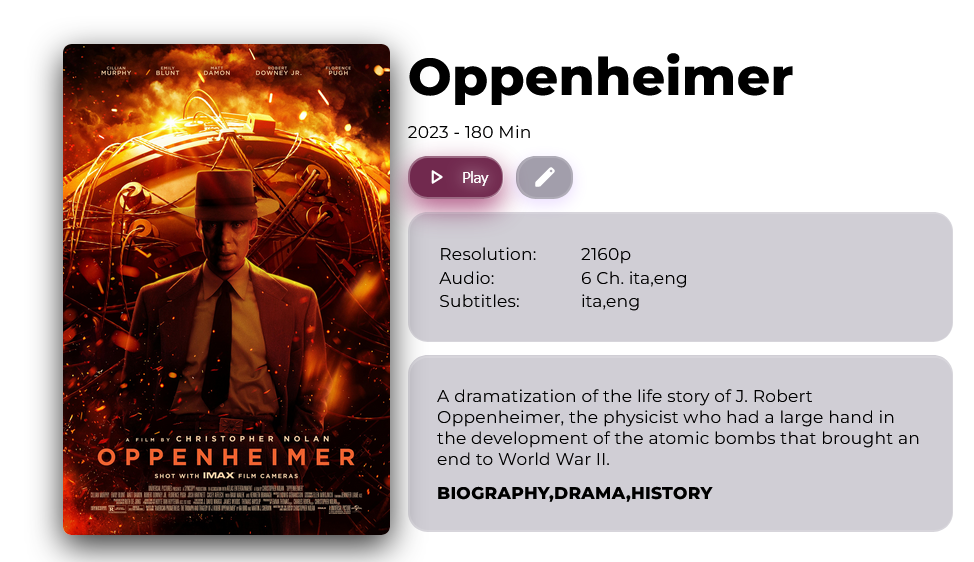 CILLIAN MURPHY
EMILY BLUNT
MATT DAMON
ROBERT DOWNEY JR.
FLORENCE PUGH
A FILM BY CHRISTOPHER NOLAN
OPPENHEIMER
SHOT WITH IMAX FILM CAMERAS
Oppenheimer
2023 - 180 Min
Play
Resolution: 2160p
Audio: 6 Ch. ita,eng
Subtitles: ita,eng
A dramatization of the life story of J. Robert
Oppenheimer, the physicist who had a large hand in
the development of the atomic bombs that brought an
end to World War II.
BIOGRAPHY,DRAMA,HISTORY